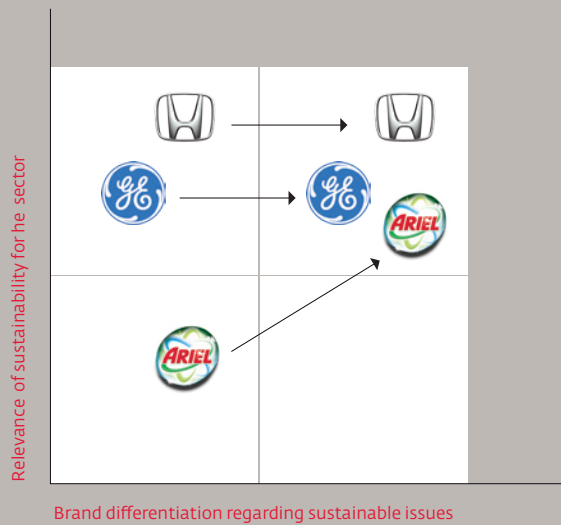 GE
GE
ARIEL
ARIEL
Relevance of sustainability for he sector
Brand differentiation regarding sustainable issues